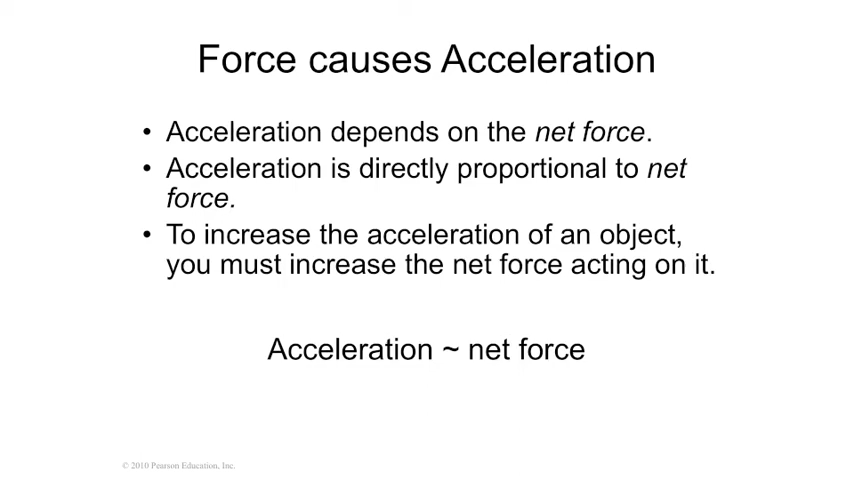 Force causes Acceleration
• Acceleration depends on the net force.
• Acceleration is directly proportional to net
force.
• To increase the acceleration of an object,
you must increase the net force acting on it.
Acceleration ~ net force
© 2010 Pearson Education, Inc.